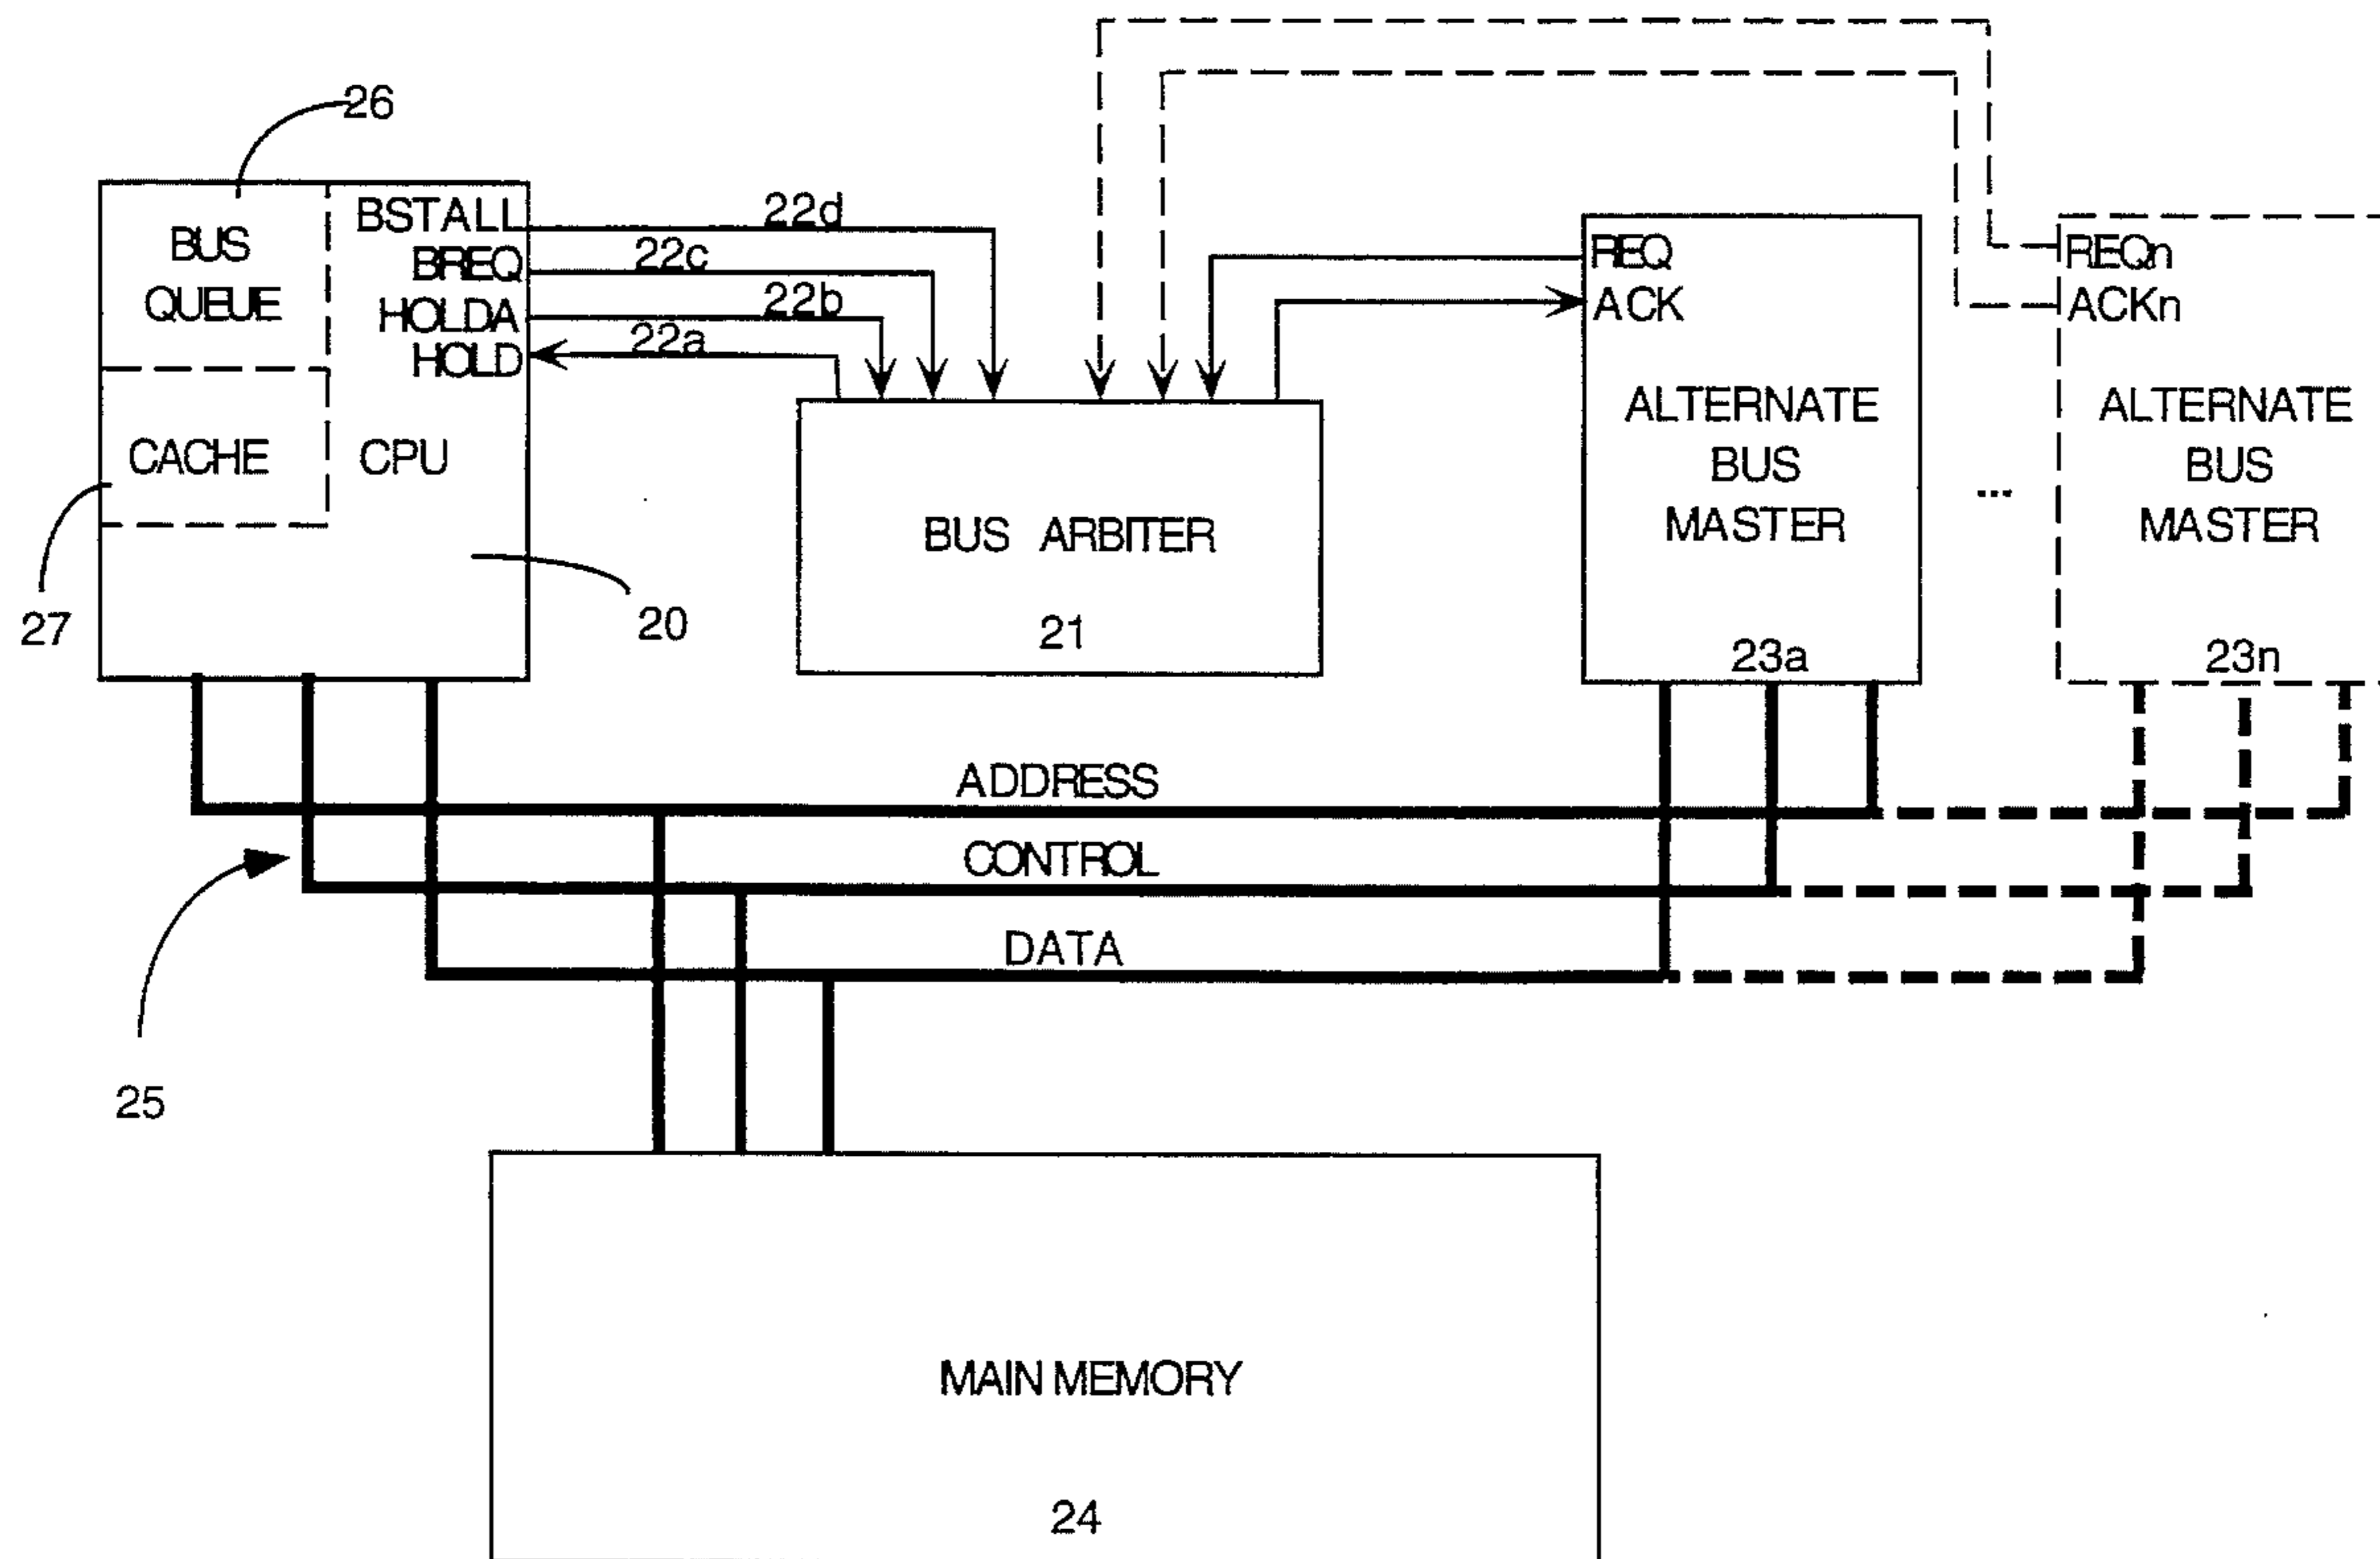 26
BUS
QUEUE
BSTALL
BREQ
HOLDA
HOLD
22d
22c
22b
22a
CACHE
CPU
27
20
BUS ARBITER
21
REQ
ACK
ALTERNATE
BUS
MASTER
23a
...
REQn
ACKn
ALTERNATE
BUS
MASTER
23n
ADDRESS
CONTROL
DATA
25
MAIN MEMORY
24